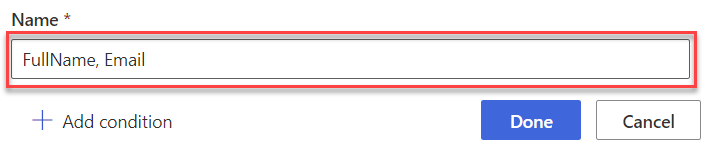 Name *
FullName, Email
Add condition Done Cancel